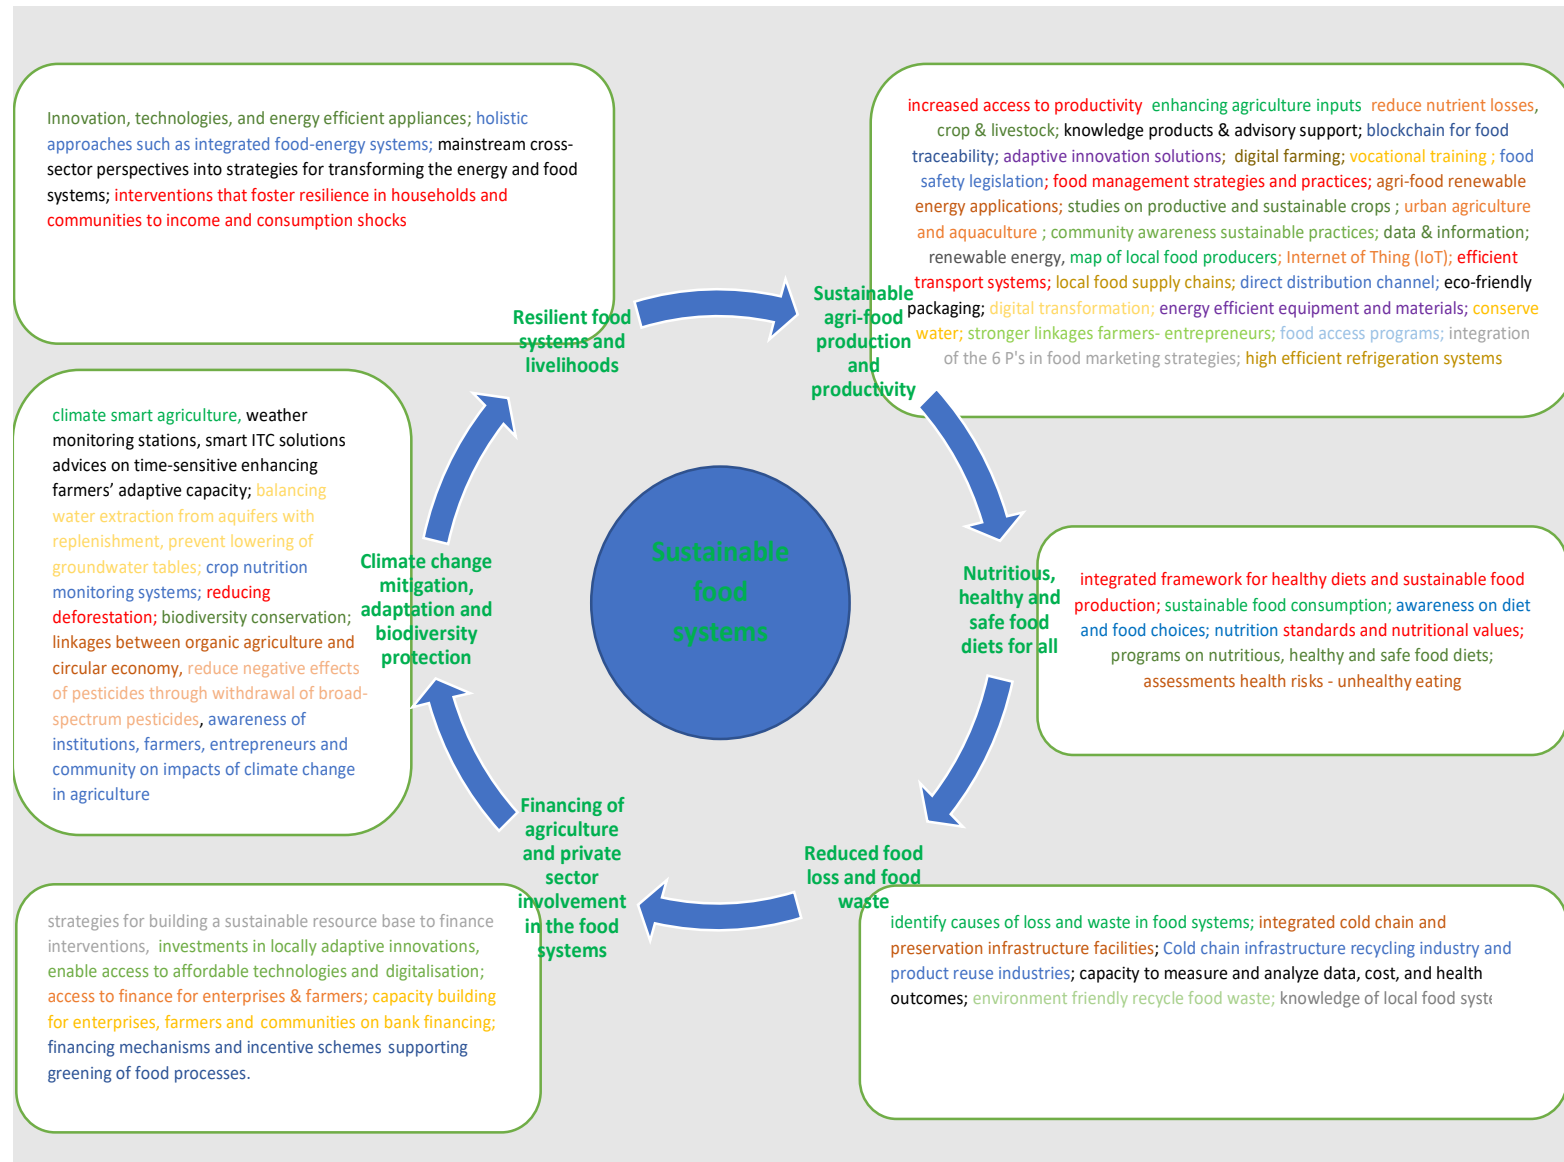 Innovation, technologies, and energy efficient appliances; holistic
approaches such as integrated food-energy systems; mainstream cross-
sector perspectives into strategies for transforming the energy and food
systems; interventions that foster resilience in households and
communities to income and consumption shocks
increased access to productivity enhancing agriculture inputs reduce nutrient losses,
crop & livestock; knowledge products & advisory support; blockchain for food
traceability; adaptive innovation solutions; digital farming; vocational training ; food
safety legislation; food management strategies and practices; agri-food renewable
energy applications; studies on productive and sustainable crops ; urban agriculture
and aquaculture ; community awareness sustainable practices; data & information;
renewable energy, map of local food producers; Internet of Thing (IoT); efficient
transport systems; local food supply chains; direct distribution channel; eco-friendly
packaging; digital transformation; energy efficient equipment and materials; conserve
water; stronger linkages farmers- entrepreneurs; food access programs; integration
of the 6 P's in food marketing strategies; high efficient refrigeration systems
Resilient food
systems and
livelihoods
Sustainable
agri-food
production
and
productivity
climate smart agriculture, weather
monitoring stations, smart ITC solutions
advices on time-sensitive enhancing
farmers’ adaptive capacity; balancing
water extraction from aquifers with
replenishment, prevent lowering of
groundwater tables; crop nutrition
monitoring systems; reducing
deforestation; biodiversity conservation;
linkages between organic agriculture and
circular economy, reduce negative effects
of pesticides through withdrawal of broad-
spectrum pesticides, awareness of
institutions, farmers, entrepreneurs and
community on impacts of climate change
in agriculture
Climate change
mitigation,
adaptation and
biodiversity
protection
Sustainable
food
systems
Nutritious,
healthy and
safe food
diets for all
integrated framework for healthy diets and sustainable food
production; sustainable food consumption; awareness on diet
and food choices; nutrition standards and nutritional values;
programs on nutritious, healthy and safe food diets;
assessments health risks - unhealthy eating
Financing of
agriculture
and private
sector
involvement
in the food
systems
Reduced food
loss and food
waste
strategies for building a sustainable resource base to finance
interventions, investments in locally adaptive innovations,
enable access to affordable technologies and digitalisation;
access to finance for enterprises & farmers; capacity building
for enterprises, farmers and communities on bank financing;
financing mechanisms and incentive schemes supporting
greening of food processes.
identify causes of loss and waste in food systems; integrated cold chain and
preservation infrastructure facilities; Cold chain infrastructure recycling industry and
product reuse industries; capacity to measure and analyze data, cost, and health
outcomes; environment friendly recycle food waste; knowledge of local food syste